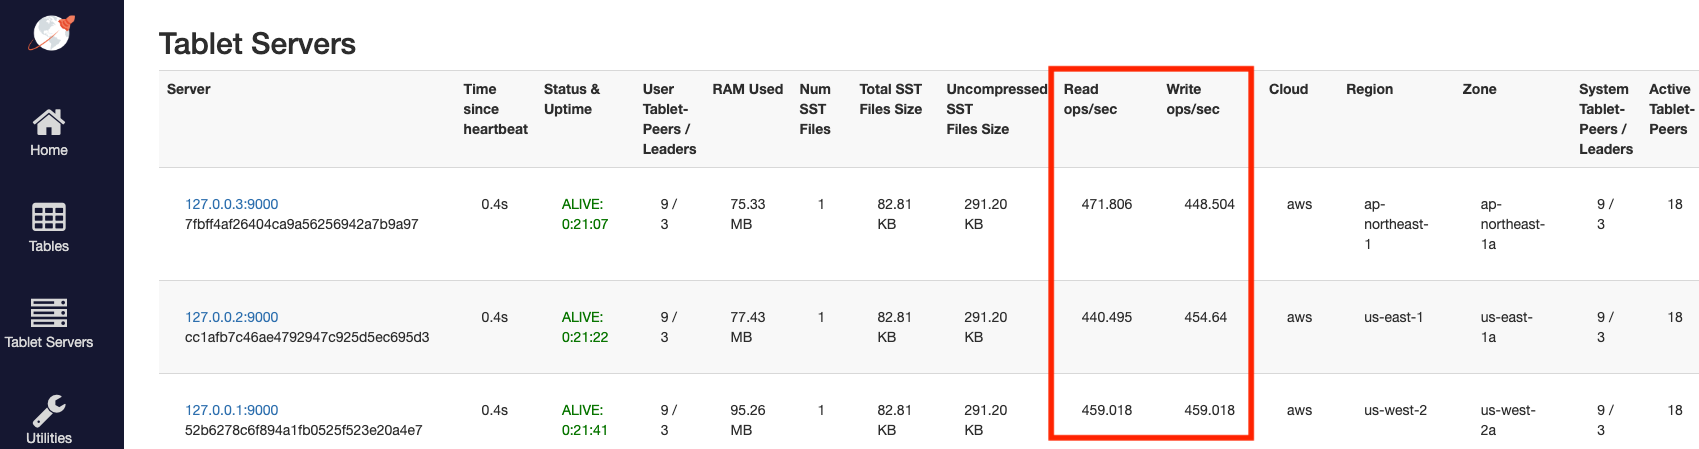 Tablet Servers
Home
Tables
Tablet Servers
Utilities
Server Time since heartbeat Status & Uptime User Tablet-Peers / Leaders RAM Used Num SST Files Total SST Files Size Uncompressed SST Files Size Read ops/sec Write ops/sec Cloud Region Zone System Tablet-Peers / Leaders Active Tablet-Peers
127.0.0.3:9000 0.4s ALIVE: 9 / 75.33 1 82.81 291.20 471.806 448.504 aws ap- ap- 9 / 18
7fbff4af26404ca9a56256942a7b9a97 0:21:07 3 MB KB KB northeast- northeast- 3
1 1a
127.0.0.2:9000 0.4s ALIVE: 9 / 77.43 1 82.81 291.20 440.495 454.64 aws us-east-1 us-east- 9 / 18
cc1afb7c46ae4792947c925d5ec695d3 0:21:22 3 MB KB KB 1a 3
127.0.0.1:9000 0.4s ALIVE: 9 / 95.26 1 82.81 291.20 459.018 459.018 aws us-west-2 us-west- 9 / 18
52b6278c6f894a1fb0525f523e20a4e7 0:21:41 3 MB KB KB 2a 3